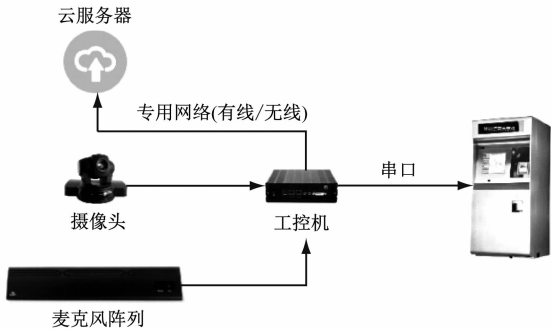 云服务器
专用网络(有线/无线)
串口
摄像头
工控机
麦克风阵列